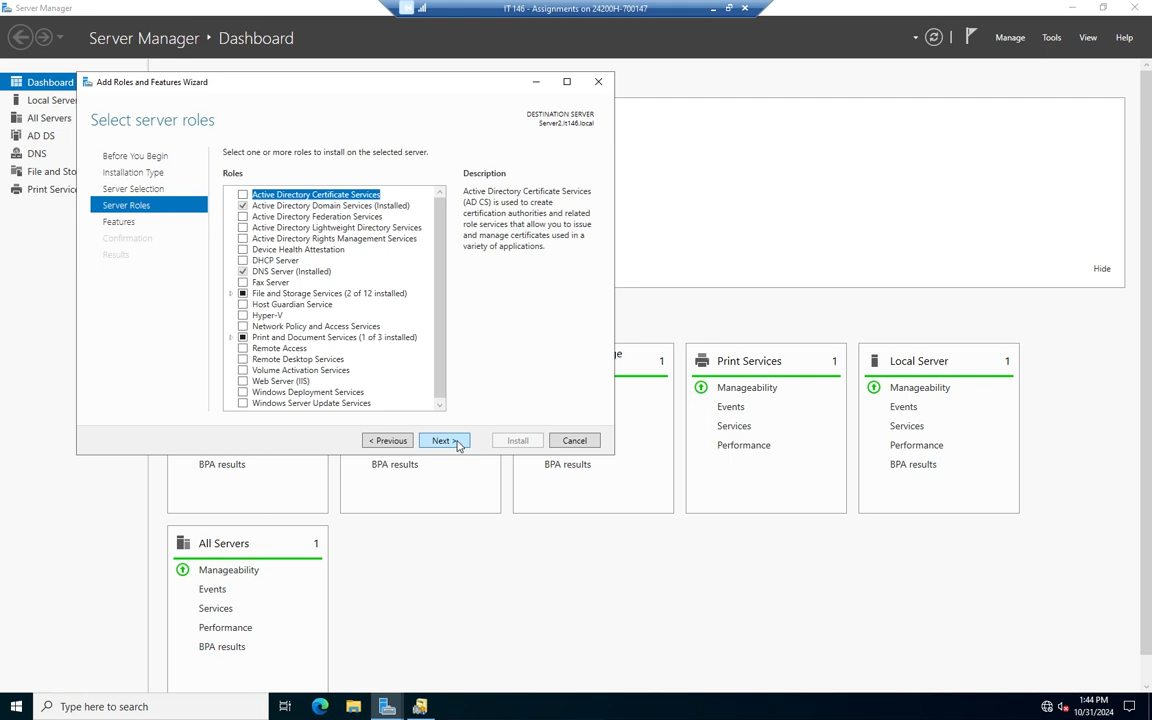 Server Manager
IT 146 - Assignments on 24200H-700147
Server Manager • Dashboard
Manage
Tools
View
Help
Dashboard
Local Serve
All Servers
AD DS
DNS
File and Sto
Print Service
Add Roles and Features Wizard
Select server roles
DESTINATION SERVER
Server2.It146.local
Before You Begin
Installation Type
Server Selection
Server Roles
Features
Confirmation
Results
Select one or more roles to install on the selected server.
Roles
Active Directory Certificate Services
Active Directory Domain Services (Installed)
Active Directory Federation Services
Active Directory Lightweight Directory Services
Active Directory Rights Management Services
Device Health Attestation
DHCP Server
DNS Server (Installed)
Fax Server
File and Storage Services (2 of 12 installed)
Host Guardian Service
Hyper-V
Network Policy and Access Services
Print and Document Services (1 of 3 installed)
Remote Access
Remote Desktop Services
Volume Activation Services
Web Server (IIS)
Windows Deployment Services
Windows Server Update Services
Description
Active Directory Certificate Services
(AD CS) is used to create
certification authorities and related
role services that allow you to issue
and manage certificates used in a
variety of applications.
< Previous
Next >
Install
Cancel
Hide
ge 1
Print Services 1
Manageability
Events
Services
Performance
Local Server 1
Manageability
Events
Services
Performance
BPA results
BPA results
BPA results
BPA results
All Servers 1
Manageability
Events
Services
Performance
BPA results
Type here to search
1:44 PM
10/31/2024